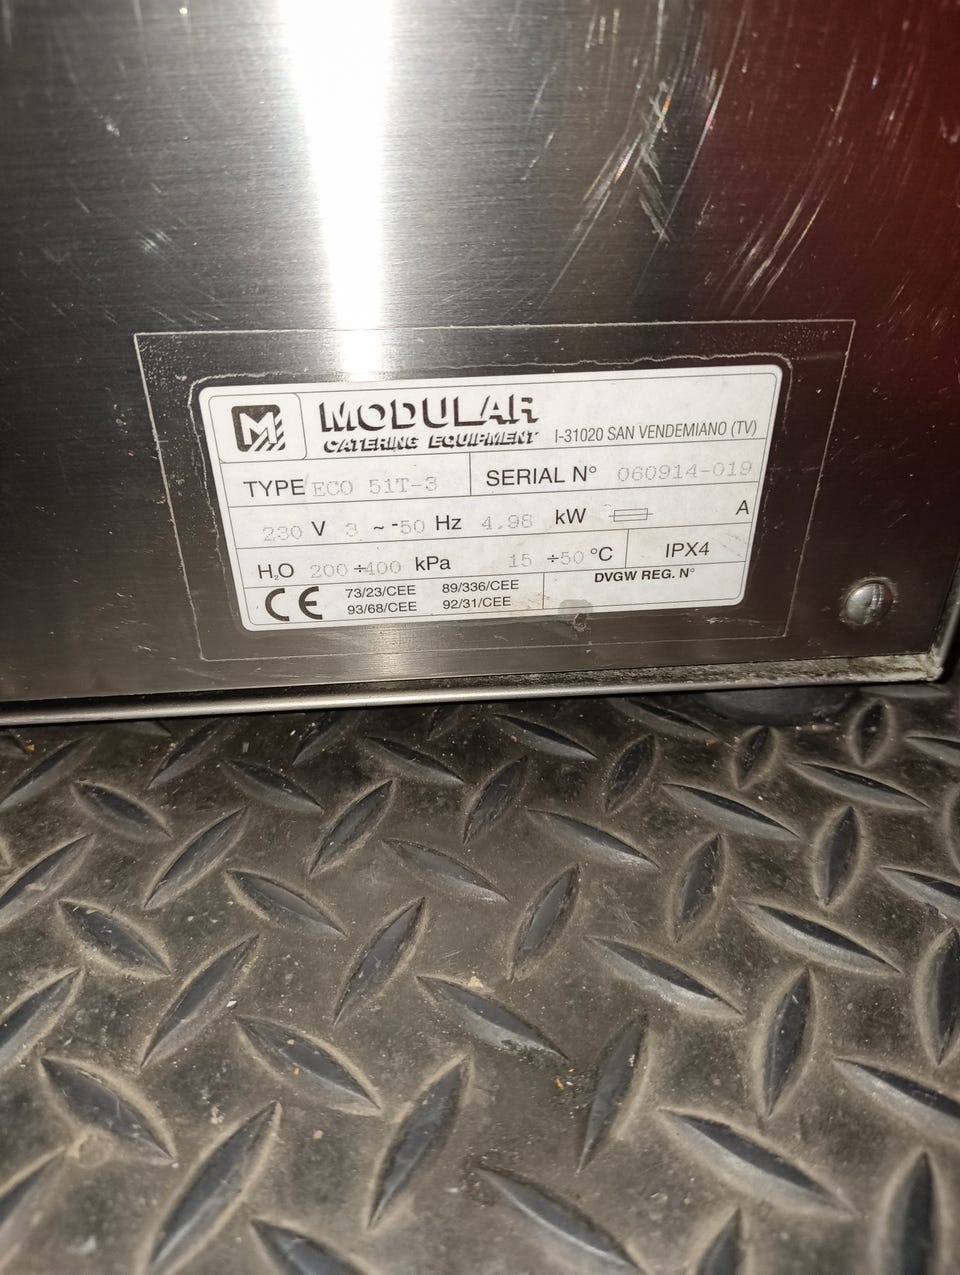 M MODULAR
CATERING EQUIPMENT I-31020 SAN VENDEMIANO (TV)
TYPE ECO 51T-3 SERIAL N° 060914-019
230 V 3 ~ -50 Hz 4.98 kW A
H₂O 200 ÷400 kPa 15 ÷50 °C IPX4
CE 73/23/CEE 89/336/CEE DVGW REG. N°
93/68/CEE 92/31/CEE